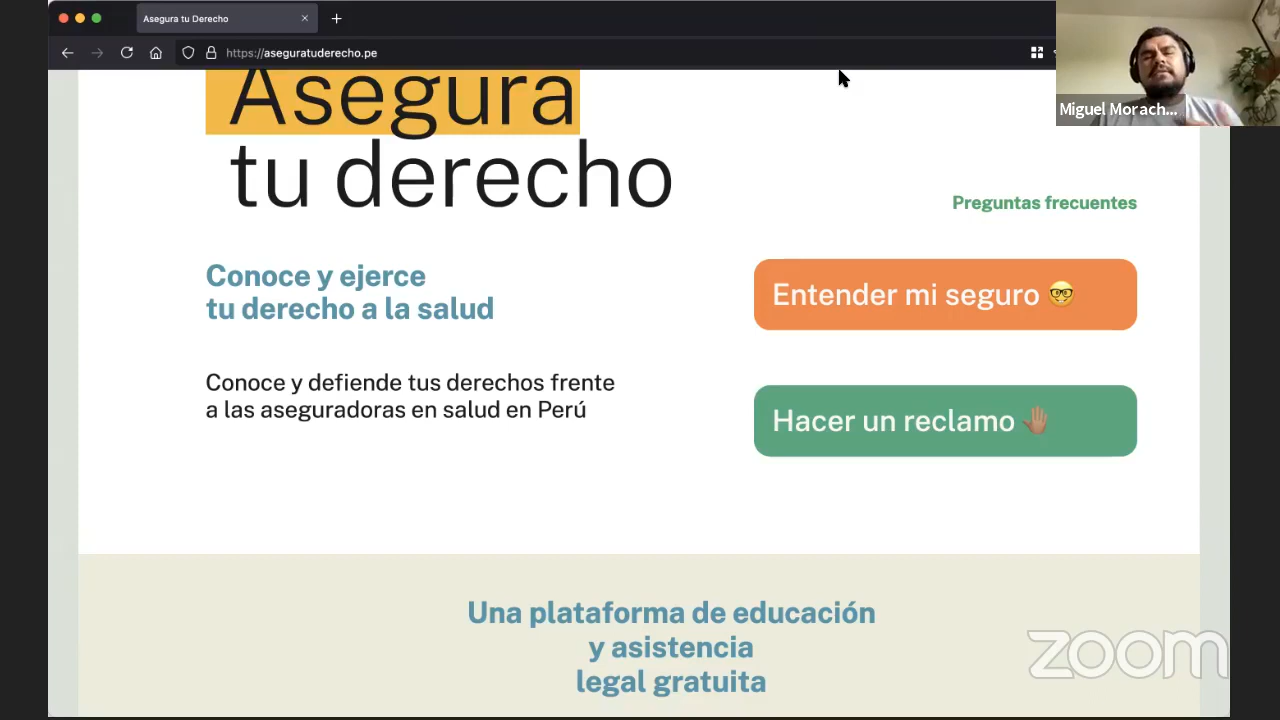 Asegura tu Derecho
https://aseguratuderecho.pe
Miguel Morach...
Asegura
tu derecho
Preguntas frecuentes
Conoce y ejerce
tu derecho a la salud
Entender mi seguro 🤓
Conoce y defiende tus derechos frente
a las aseguradoras en salud en Perú
Hacer un reclamo 🤚🏽
Una plataforma de educación
y asistencia
legal gratuita
zoom